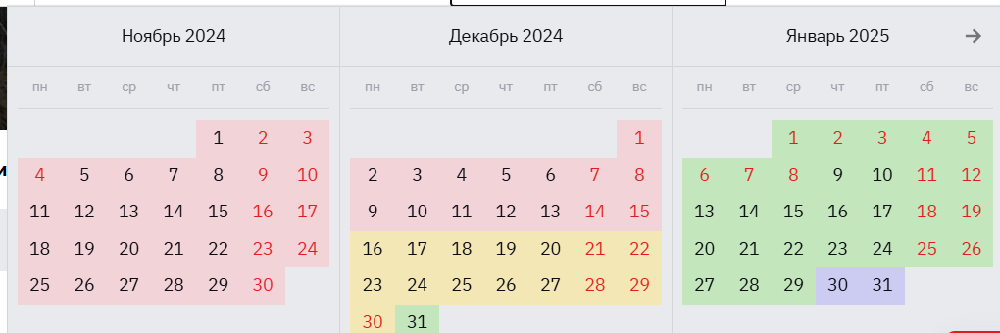 Ноябрь 2024
пн вт ср чт пт сб вс
1 2 3
4 5 6 7 8 9 10
11 12 13 14 15 16 17
18 19 20 21 22 23 24
25 26 27 28 29 30
Декабрь 2024
пн вт ср чт пт сб вс
1
2 3 4 5 6 7 8
9 10 11 12 13 14 15
16 17 18 19 20 21 22
23 24 25 26 27 28 29
30 31
Январь 2025 →
пн вт ср чт пт сб вс
1 2 3 4 5
6 7 8 9 10 11 12
13 14 15 16 17 18 19
20 21 22 23 24 25 26
27 28 29 30 31